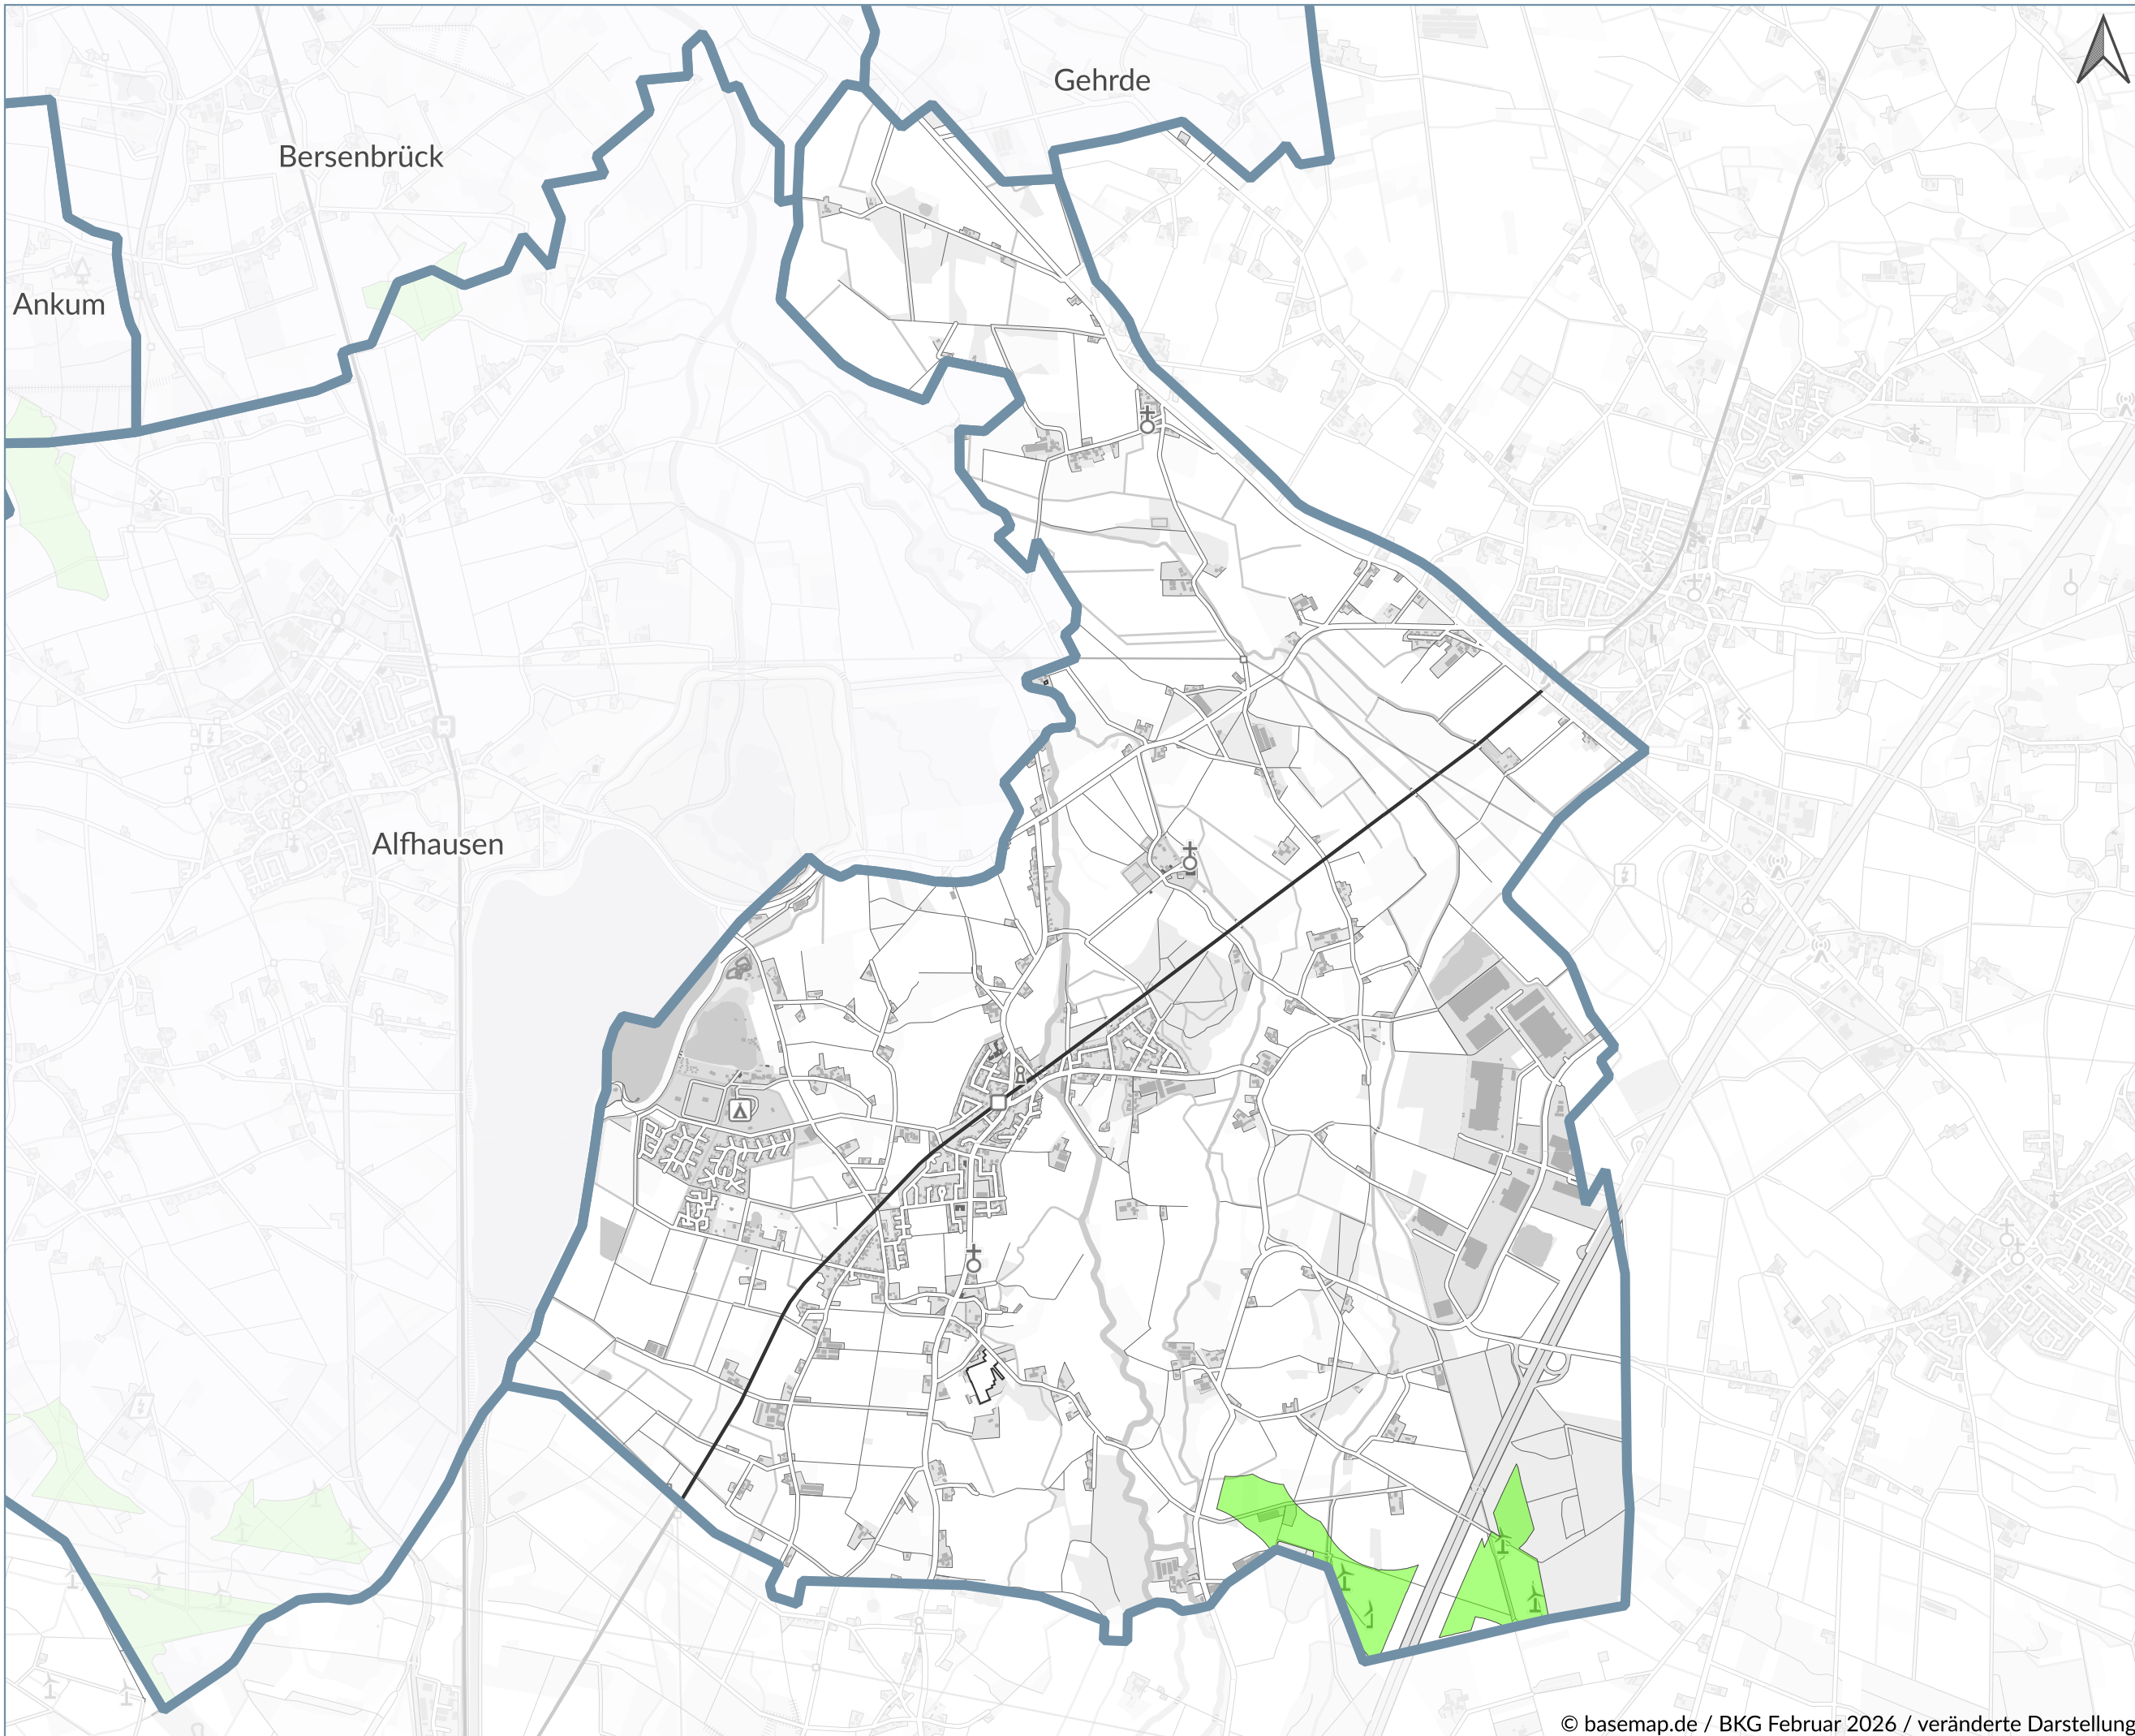 Gehrde
Bersenbrück
Ankum
Alfhausen
© basemap.de / BKG Februar 2026 / veränderte Darstellung